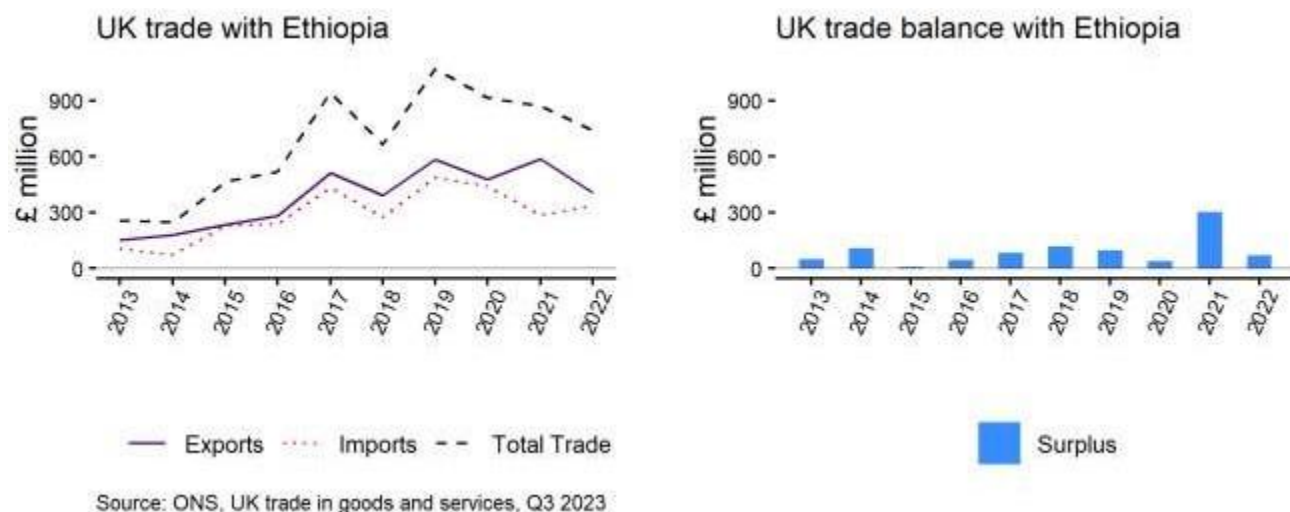 UK trade with Ethiopia
900
600
300
0
£ million
2013 2014 2015 2016 2017 2018 2019 2020 2021 2022
Exports Imports Total Trade
Source: ONS, UK trade in goods and services, Q3 2023
UK trade balance with Ethiopia
900
600
300
0
£ million
2013 2014 2015 2016 2017 2018 2019 2020 2021 2022
Surplus